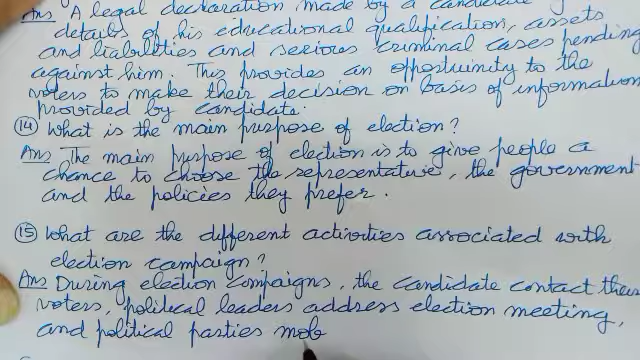 Ans A legal declaration made by a candidate
details of his educational qualification, assets
and liabilities and serious criminal cases pending
against him. This provides an opportuinity to the
voters to make their decision on basis of information
provided by candidate.
14 What is the main purpose of election?
Ans The main purpose of election is to give people a
chance to choose the representative, the government
and the policies they prefer.
15 What are the different activities associated with
election campaign?
Ans During election campaigns, the candidate contact their
voters, political leaders address election meeting,
and political parties mob